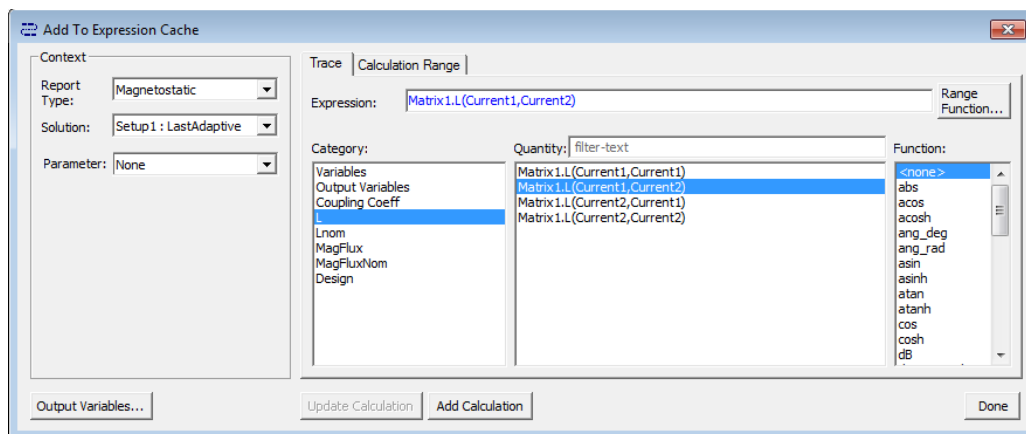 Add To Expression Cache
Context
Report
Type:
Magnetostatic
Solution:
Setup1 : LastAdaptive
Parameter:
None
Trace
Calculation Range
Expression:
Matrix1.L(Current1,Current2)
Range
Function...
Category:
Variables
Output Variables
Coupling Coeff
L
Lnom
MagFlux
MagFluxNom
Design
Quantity:
filter-text
Matrix1.L(Current1,Current1)
Matrix1.L(Current1,Current2)
Matrix1.L(Current2,Current1)
Matrix1.L(Current2,Current2)
Function:
<none>
abs
acos
acosh
ang_deg
ang_rad
asin
asinh
atan
atanh
cos
cosh
dB
Output Variables...
Update Calculation
Add Calculation
Done